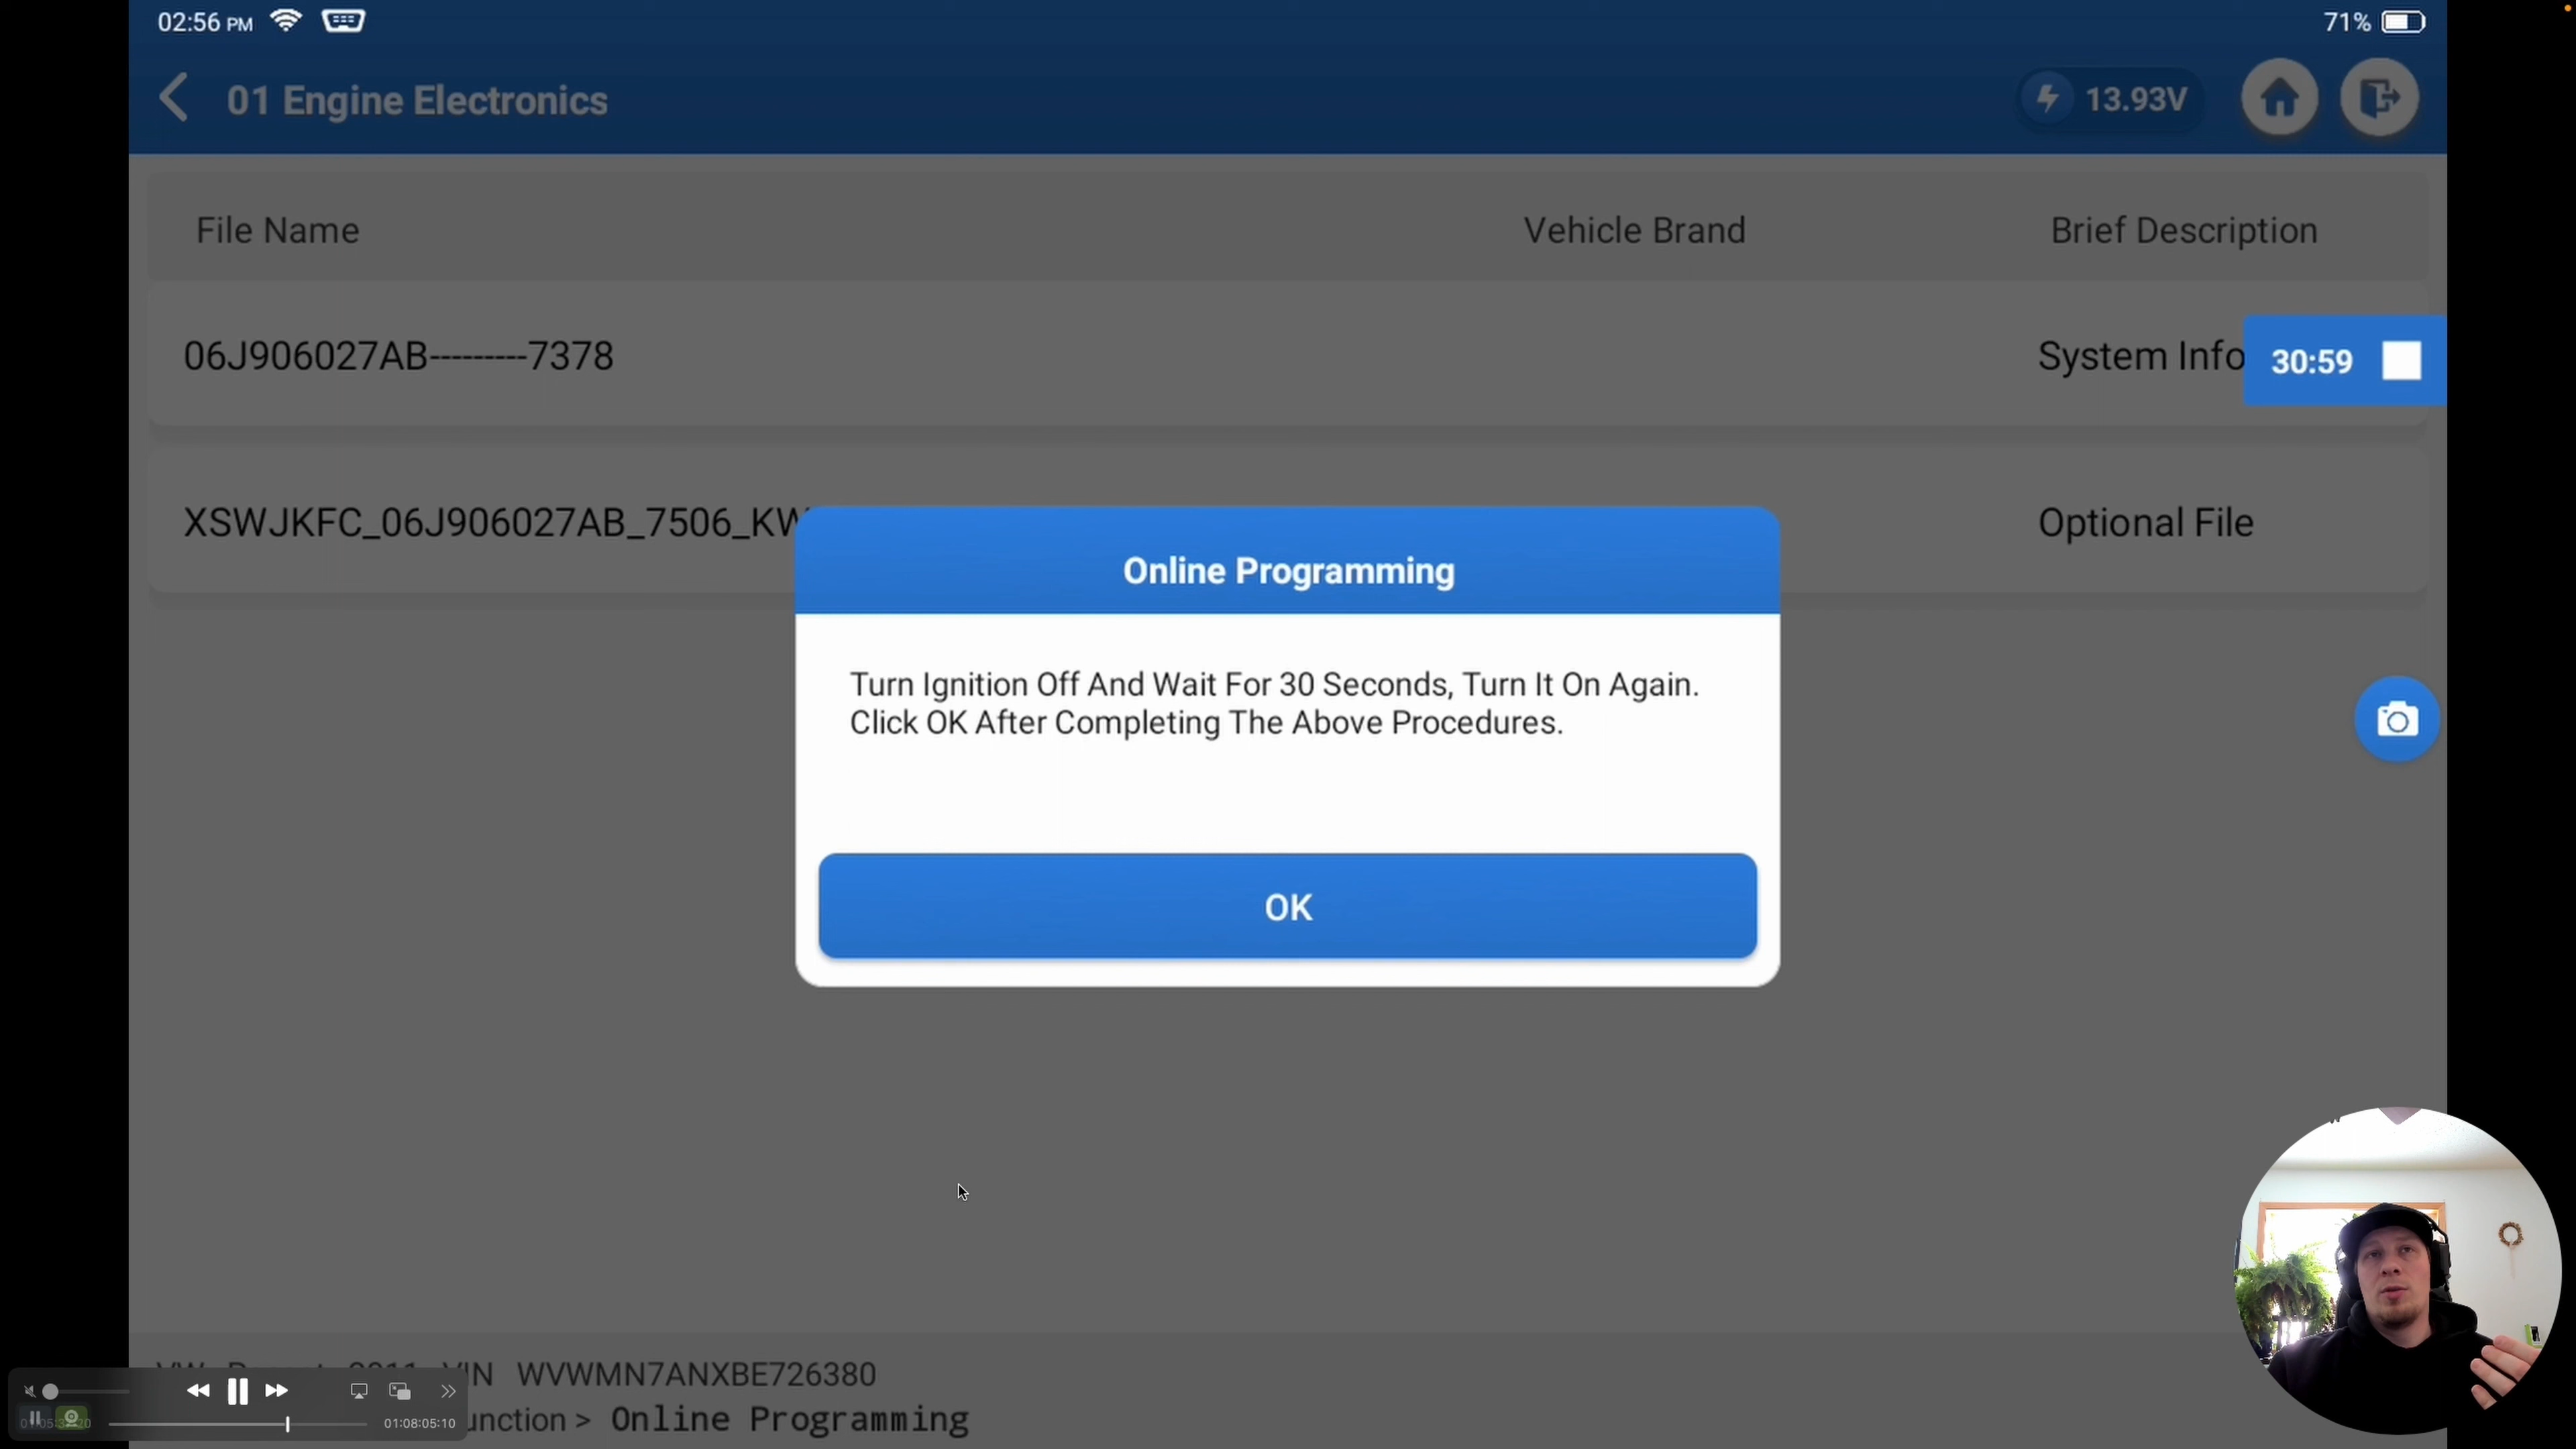 02:56 PM
71%
01 Engine Electronics
13.93V
File Name
Vehicle Brand
Brief Description
06J906027AB---------7378
System Info
30:59
XSWJKFC_06J906027AB_7506_KW
Optional File
Online Programming
Turn Ignition Off And Wait For 30 Seconds, Turn It On Again.
Click OK After Completing The Above Procedures.
OK
2011 VIN WVWMN7ANXBE726380
unction > Online Programming
01:08:05:10